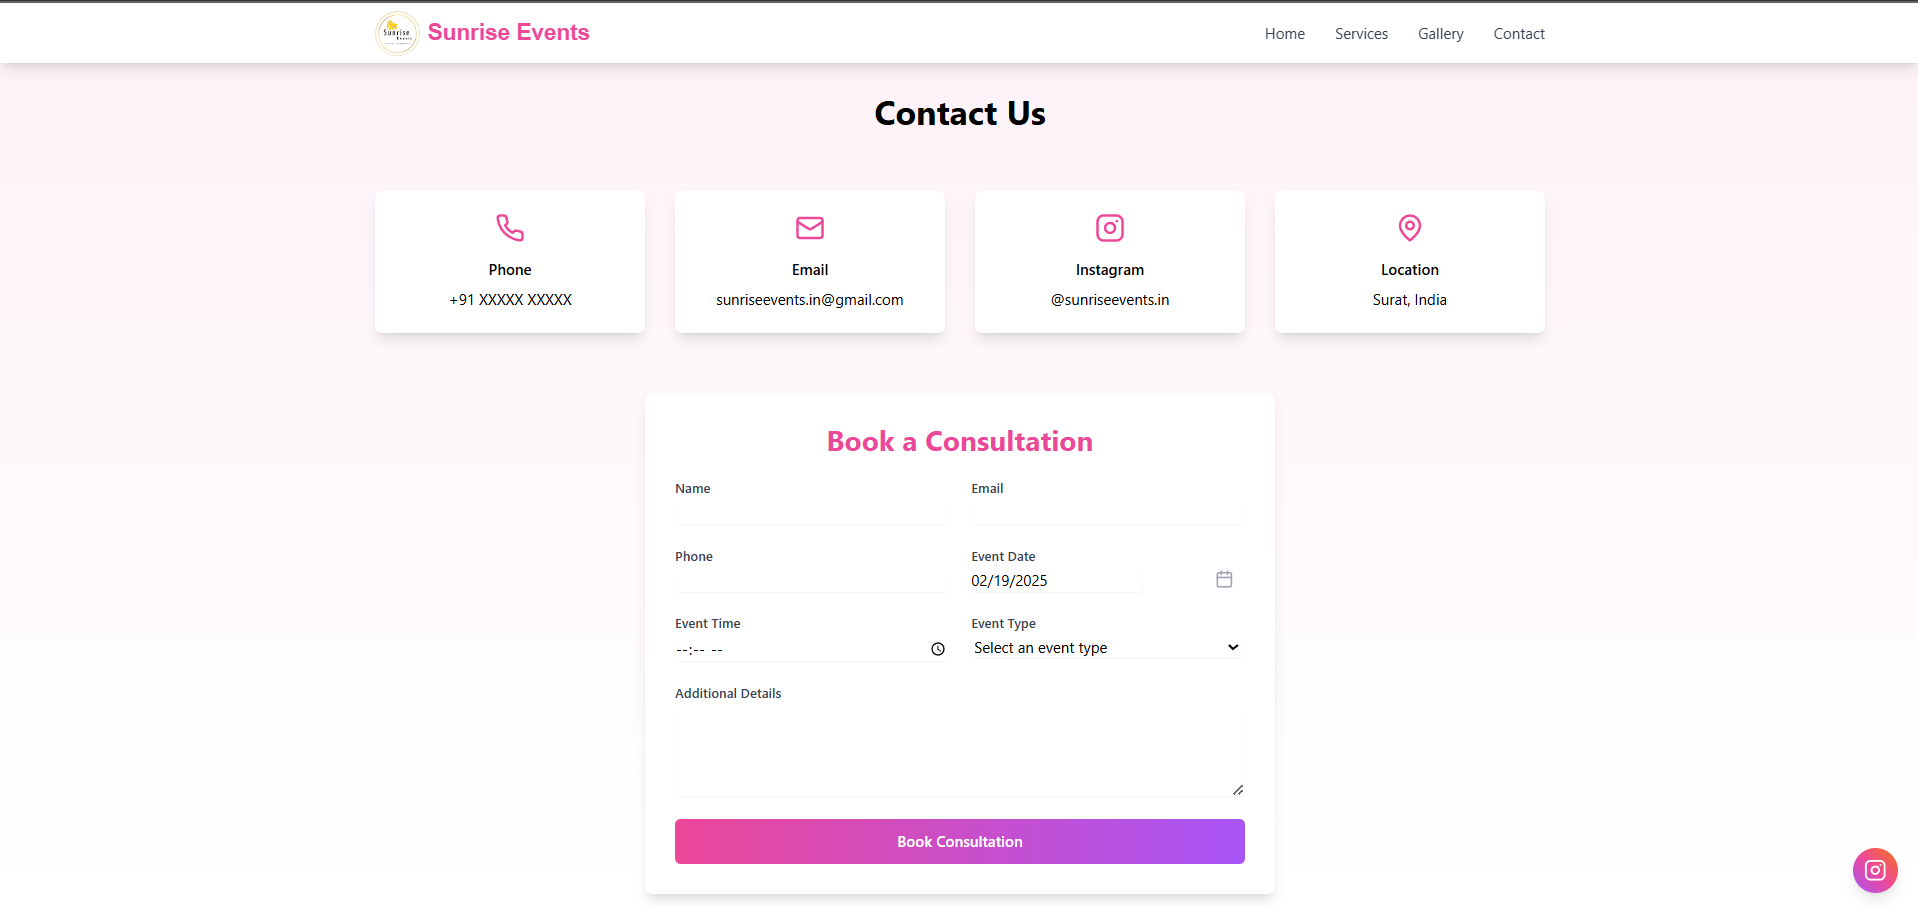 Sunrise Events
Sunrise Events
Home Services Gallery Contact
Contact Us
Phone
+91 XXXXX XXXXX
Email
sunriseevents.in@gmail.com
Instagram
@sunriseevents.in
Location
Surat, India
Book a Consultation
Name
Email
Phone
Event Date
02/19/2025
Event Time
--:-- --
Event Type
Select an event type
Additional Details
Book Consultation